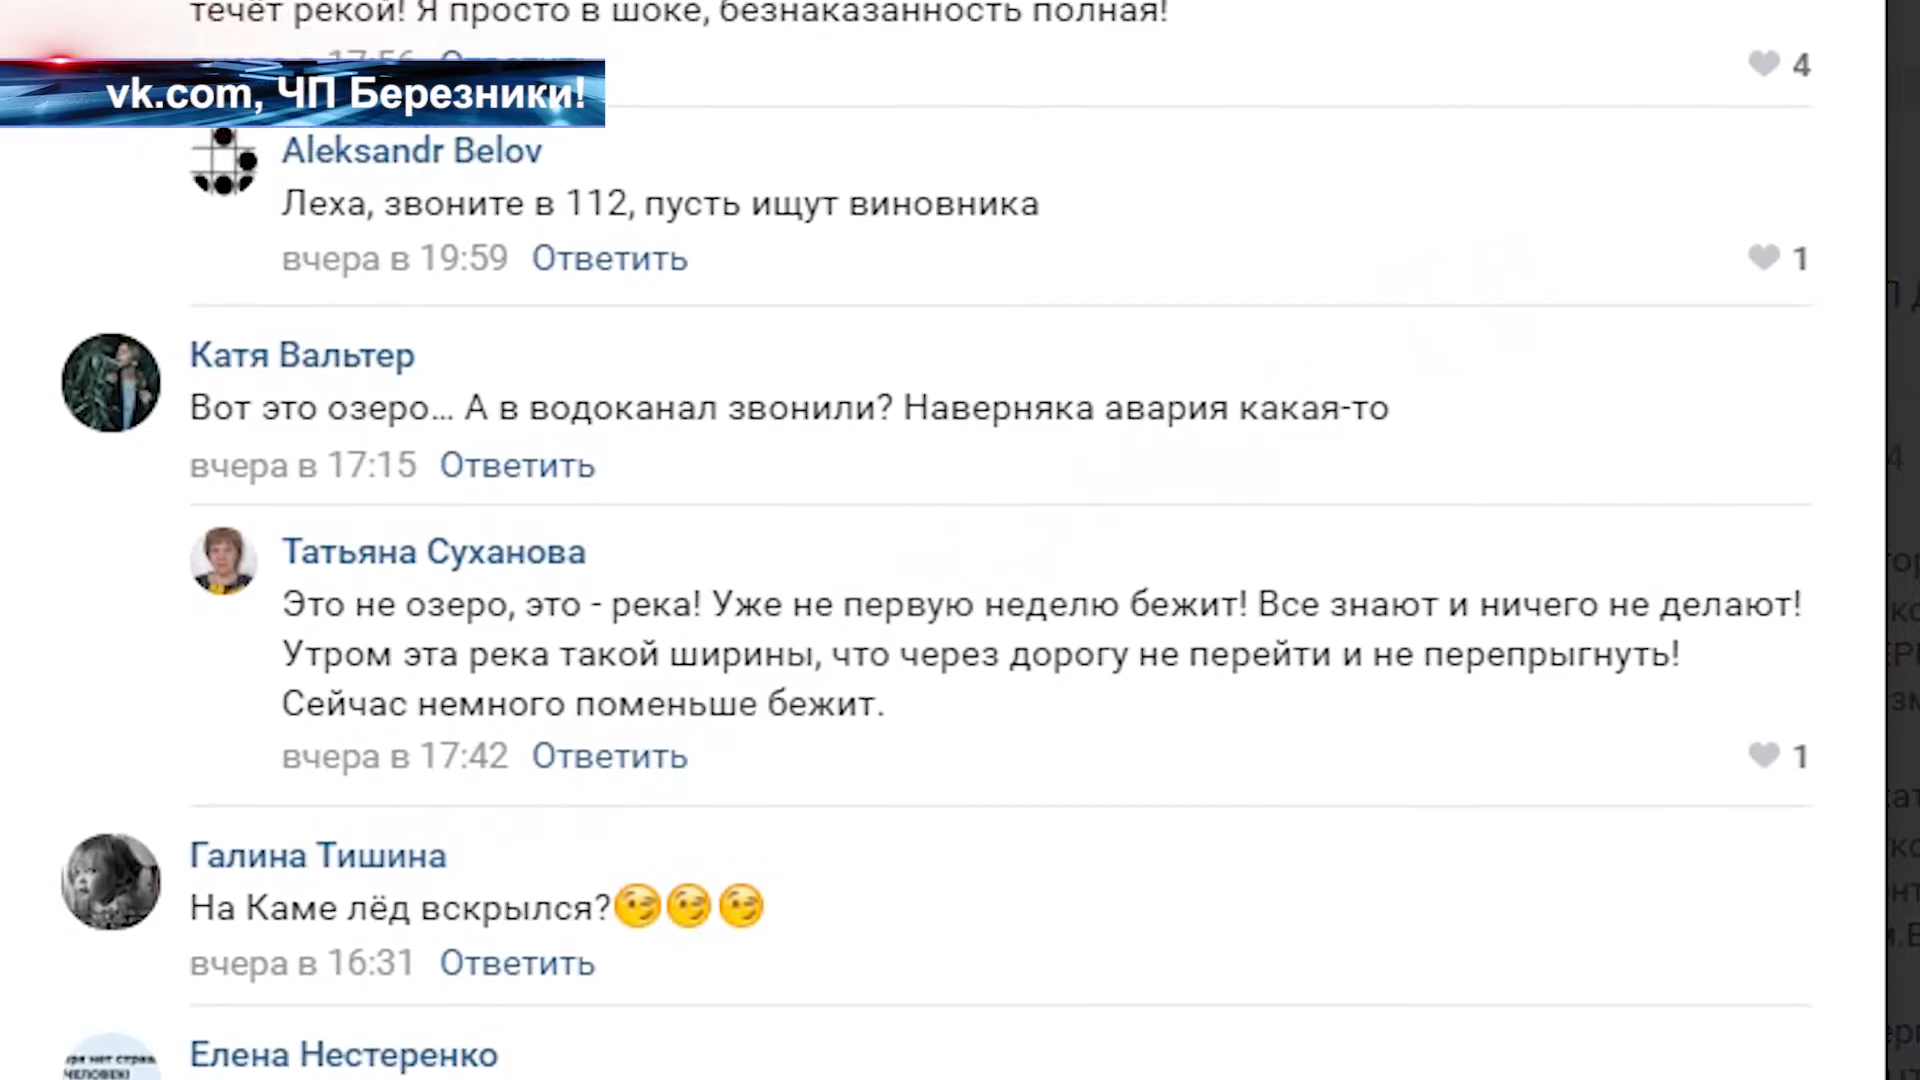 течёт рекой! Я просто в шоке, безнаказанность полная!
4
vk.com, ЧП Березники!
Aleksandr Belov
Леха, звоните в 112, пусть ищут виновника
вчера в 19:59 Ответить
1
Катя Вальтер
Вот это озеро... А в водоканал звонили? Наверняка авария какая-то
вчера в 17:15 Ответить
Татьяна Суханова
Это не озеро, это - река! Уже не первую неделю бежит! Все знают и ничего не делают!
Утром эта река такой ширины, что через дорогу не перейти и не перепрыгнуть!
Сейчас немного поменьше бежит.
вчера в 17:42 Ответить
1
Галина Тишина
На Каме лёд вскрылся?😉😉😉
вчера в 16:31 Ответить
Елена Нестеренко
ЧЕЛОВЕК!